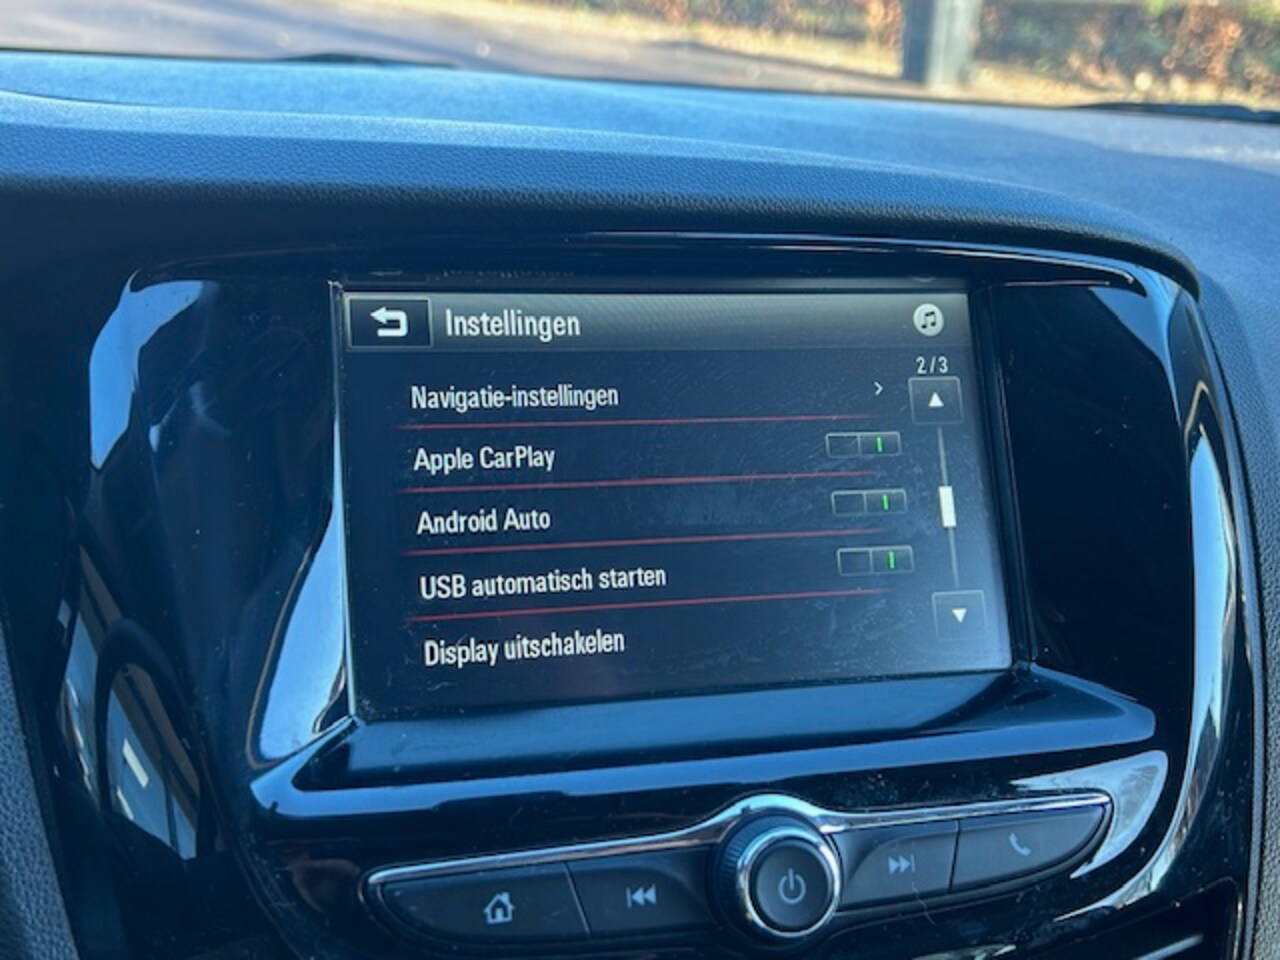 Instellingen
2/3
Navigatie-instellingen
Apple CarPlay
Android Auto
USB automatisch starten
Display uitschakelen